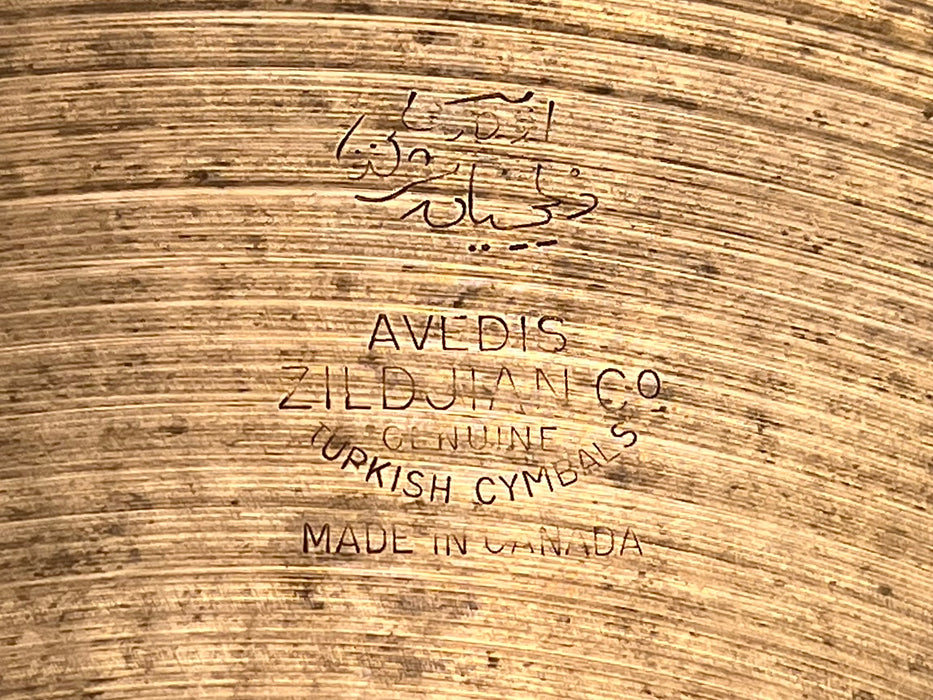 AVEDIS
ZILDJIAN Co.
GENUINE
TURKISH CYMBALS
MADE IN CANADA